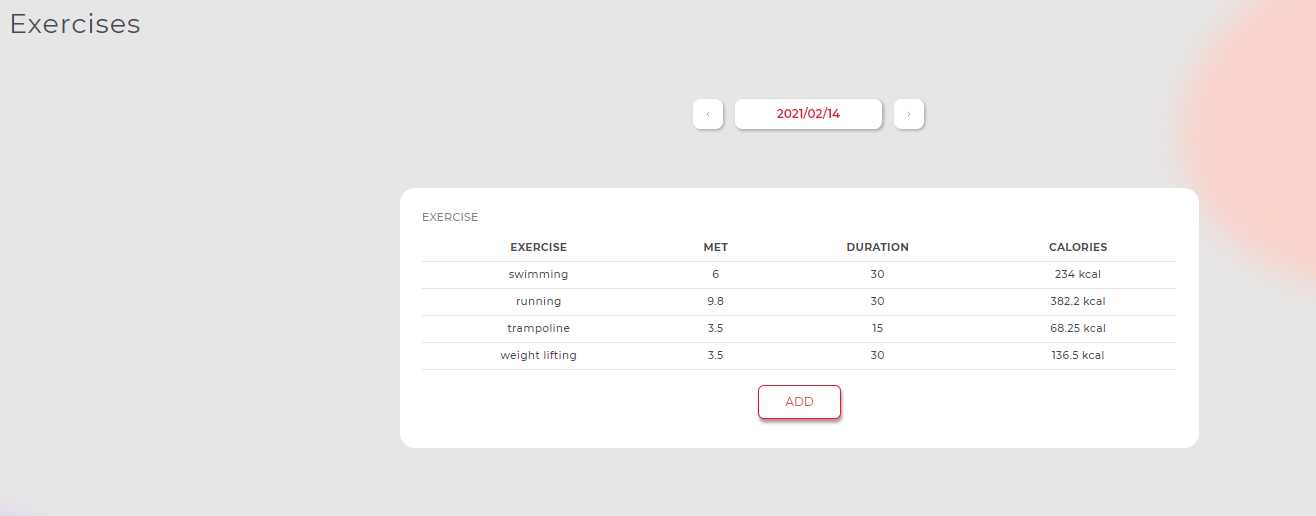 Exercises
‹ 2021/02/14 ›
EXERCISE
EXERCISE MET DURATION CALORIES
swimming 6 30 234 kcal
running 9.8 30 382.2 kcal
trampoline 3.5 15 68.25 kcal
weight lifting 3.5 30 136.5 kcal
ADD